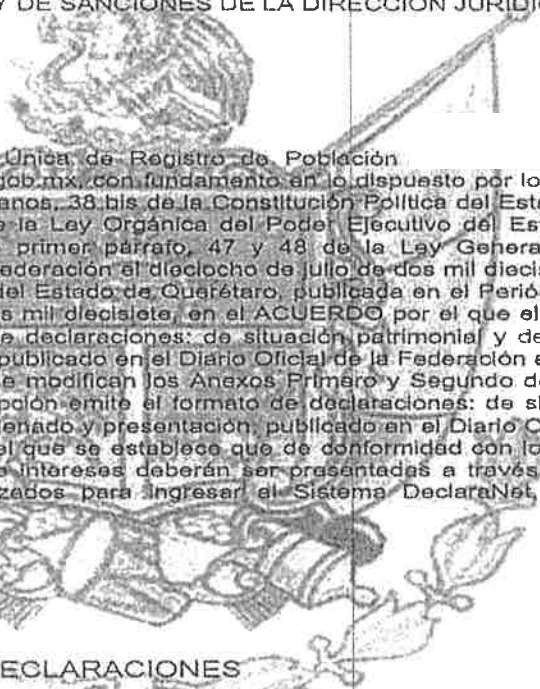 Y DE SANCIONES DE LA DIRECCIÓN JURÍDIC
Única de Registro de Población
gob.mx, con fundamento en lo dispuesto por lo
anos, 38 bis de la Constitución Política del Esta
e la Ley Orgánica del Poder Ejecutivo del Es
primer párrafo, 47 y 48 de la Ley Genera
ederación el dieciocho de julio de dos mil diecis
del Estado de Querétaro, publicada en el Perió
s mil diecisiete, en el ACUERDO por el que el
e declaraciones: de situación patrimonial y de
publicado en el Diario Oficial de la Federación e
e modifican los Anexos Primero y Segundo d
pción emite el formato de declaraciones: de s
enado y presentación, publicado en el Diario O
el que se establece que de conformidad con lo
e intereses deberán ser presentadas a través
zados para ingresar al Sistema DeclaraNet,
ECLARACIONES